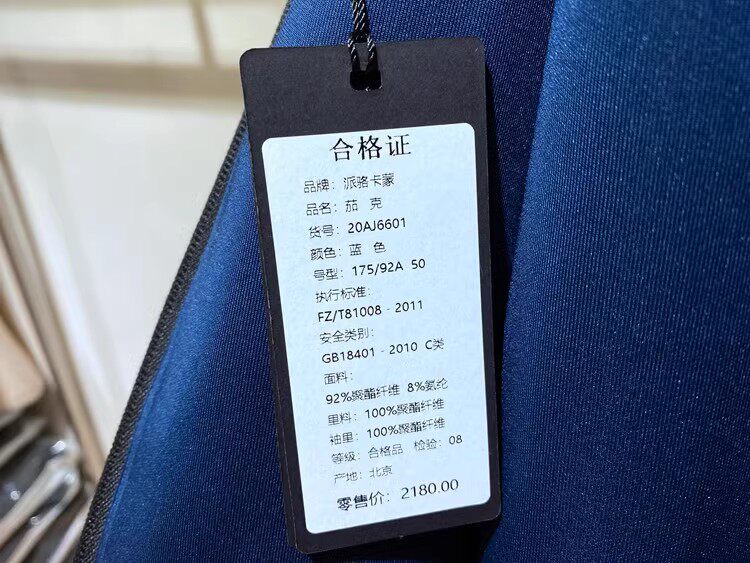 合格证
品牌：派骆卡蒙
品名：茄 克
货号：20AJ6601
颜色：蓝 色
号型：175/92A 50
执行标准：
FZ/T81008 - 2011
安全类别：
GB18401 - 2010 C类
面料：
92%聚酯纤维 8%氨纶
里料：100%聚酯纤维
袖里：100%聚酯纤维
等级：合格品 检验：08
产地：北京
零售价：2180.00